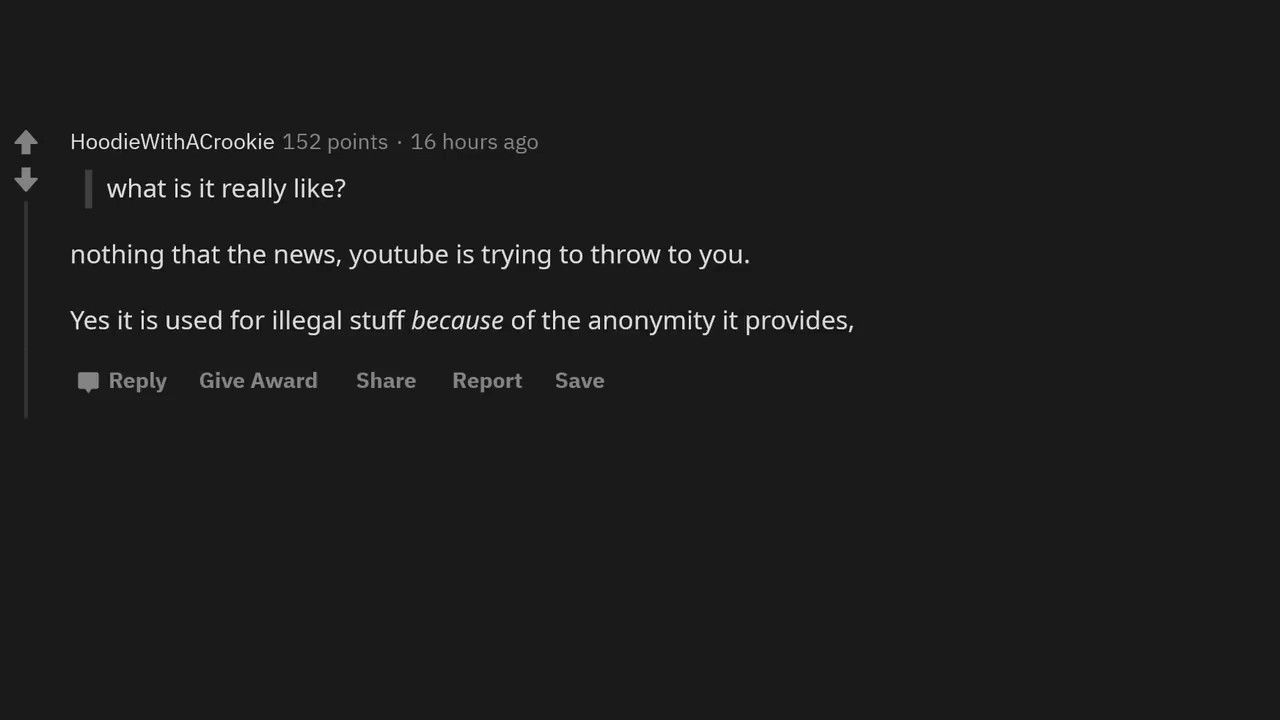 HoodieWithACrookie 152 points · 16 hours ago
what is it really like?
nothing that the news, youtube is trying to throw to you.
Yes it is used for illegal stuff because of the anonymity it provides,
Reply Give Award Share Report Save